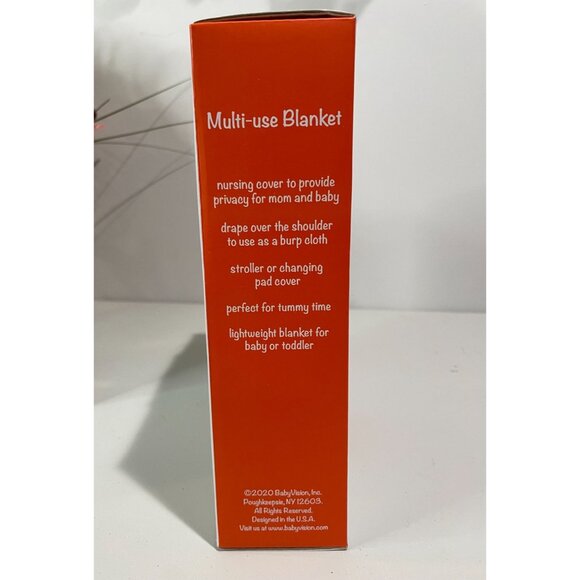 Multi-use Blanket
nursing cover to provide
privacy for mom and baby
drape over the shoulder
to use as a burp cloth
stroller or changing
pad cover
perfect for tummy time
lightweight blanket for
baby or toddler
©2020 BabyVision, Inc.
Poughkeepsie, NY 12603.
All Rights Reserved.
Designed in the U.S.A.
Visit us at www.babyvision.com